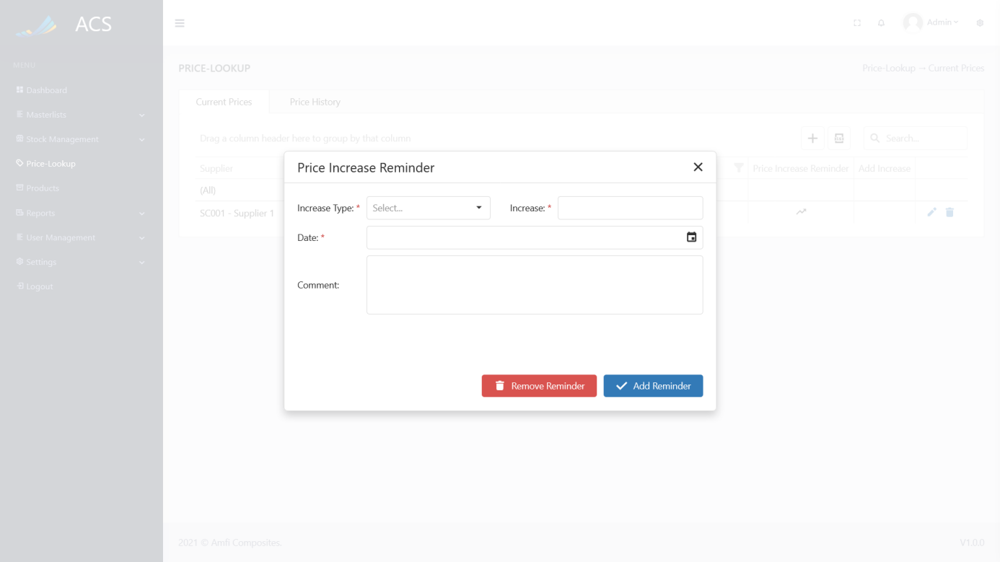 ACS
Admin
MENU
Dashboard
Masterlists
Stock Management
Price-Lookup
Products
Reports
User Management
Settings
Logout
PRICE-LOOKUP
Price-Lookup → Current Prices
Current Prices
Price History
Drag a column header here to group by that column
Search...
Supplier
Price Increase Reminder
Add Increase
(All)
SC001 - Supplier 1
Price Increase Reminder
Increase Type: *
Select...
Increase: *
Date: *
Comment:
Remove Reminder
Add Reminder
2021 © Amfi Composites.
V1.0.0